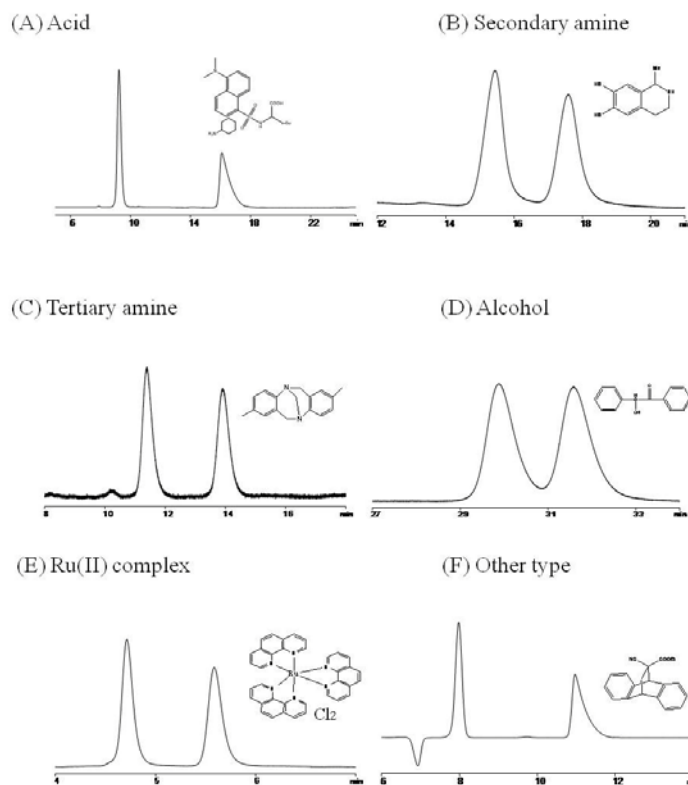 (A) Acid
(B) Secondary amine
6 10 14 18 22 min
12 14 16 18 20 min
(C) Tertiary amine
(D) Alcohol
N
N
8 10 12 14 16 min
27 29 31 33 min
(E) Ru(II) complex
(F) Other type
Cl2
4 5 6 min
6 8 10 12